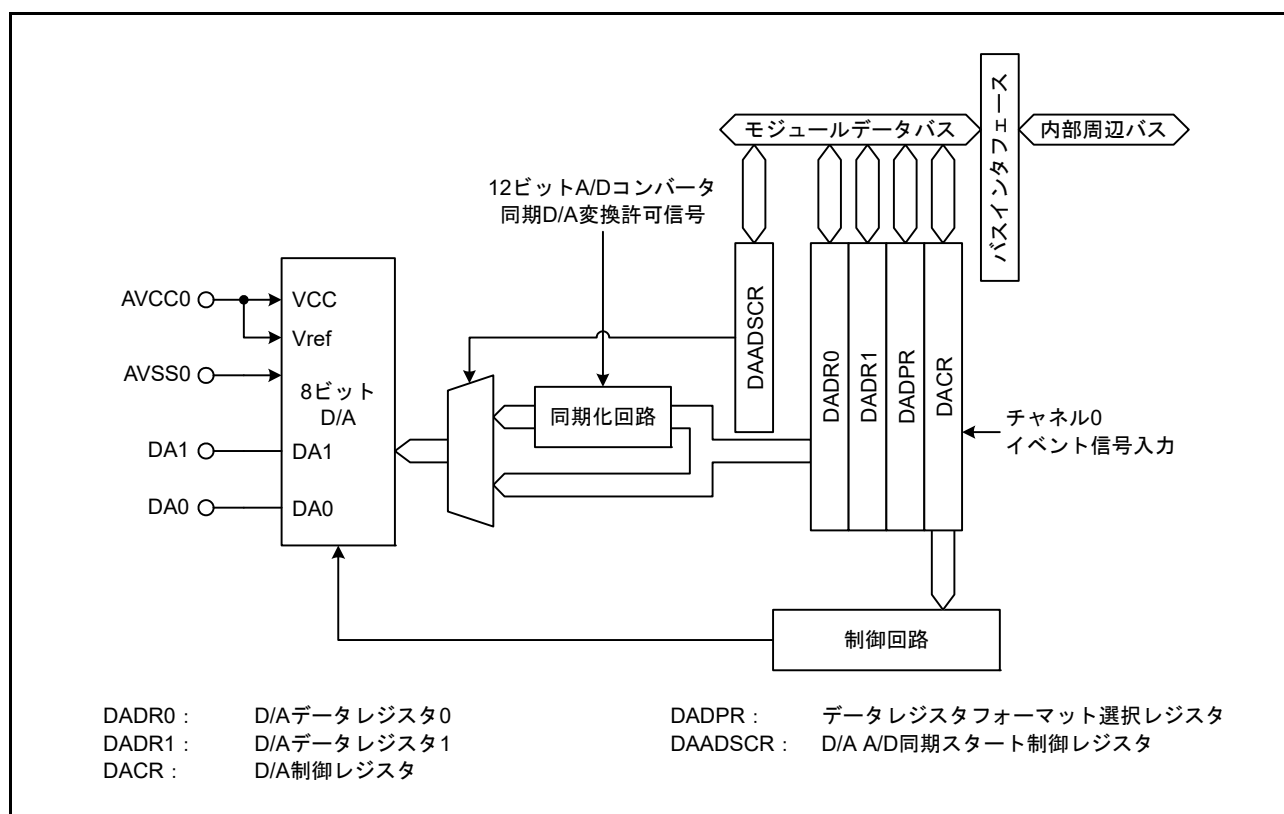 バスインタフェース
モジュールデータバス
内部周辺バス
12ビットA/Dコンバータ
同期D/A変換許可信号
AVCC0
VCC
Vref
AVSS0
8ビット
D/A
DA1
DA1
DA0
DA0
同期化回路
DAADSCR
DADR0
DADR1
DADPR
DACR
チャネル0
イベント信号入力
制御回路
DADR0: D/Aデータレジスタ0
DADR1: D/Aデータレジスタ1
DACR: D/A制御レジスタ
DADPR: データレジスタフォーマット選択レジスタ
DAADSCR: D/A A/D同期スタート制御レジスタ